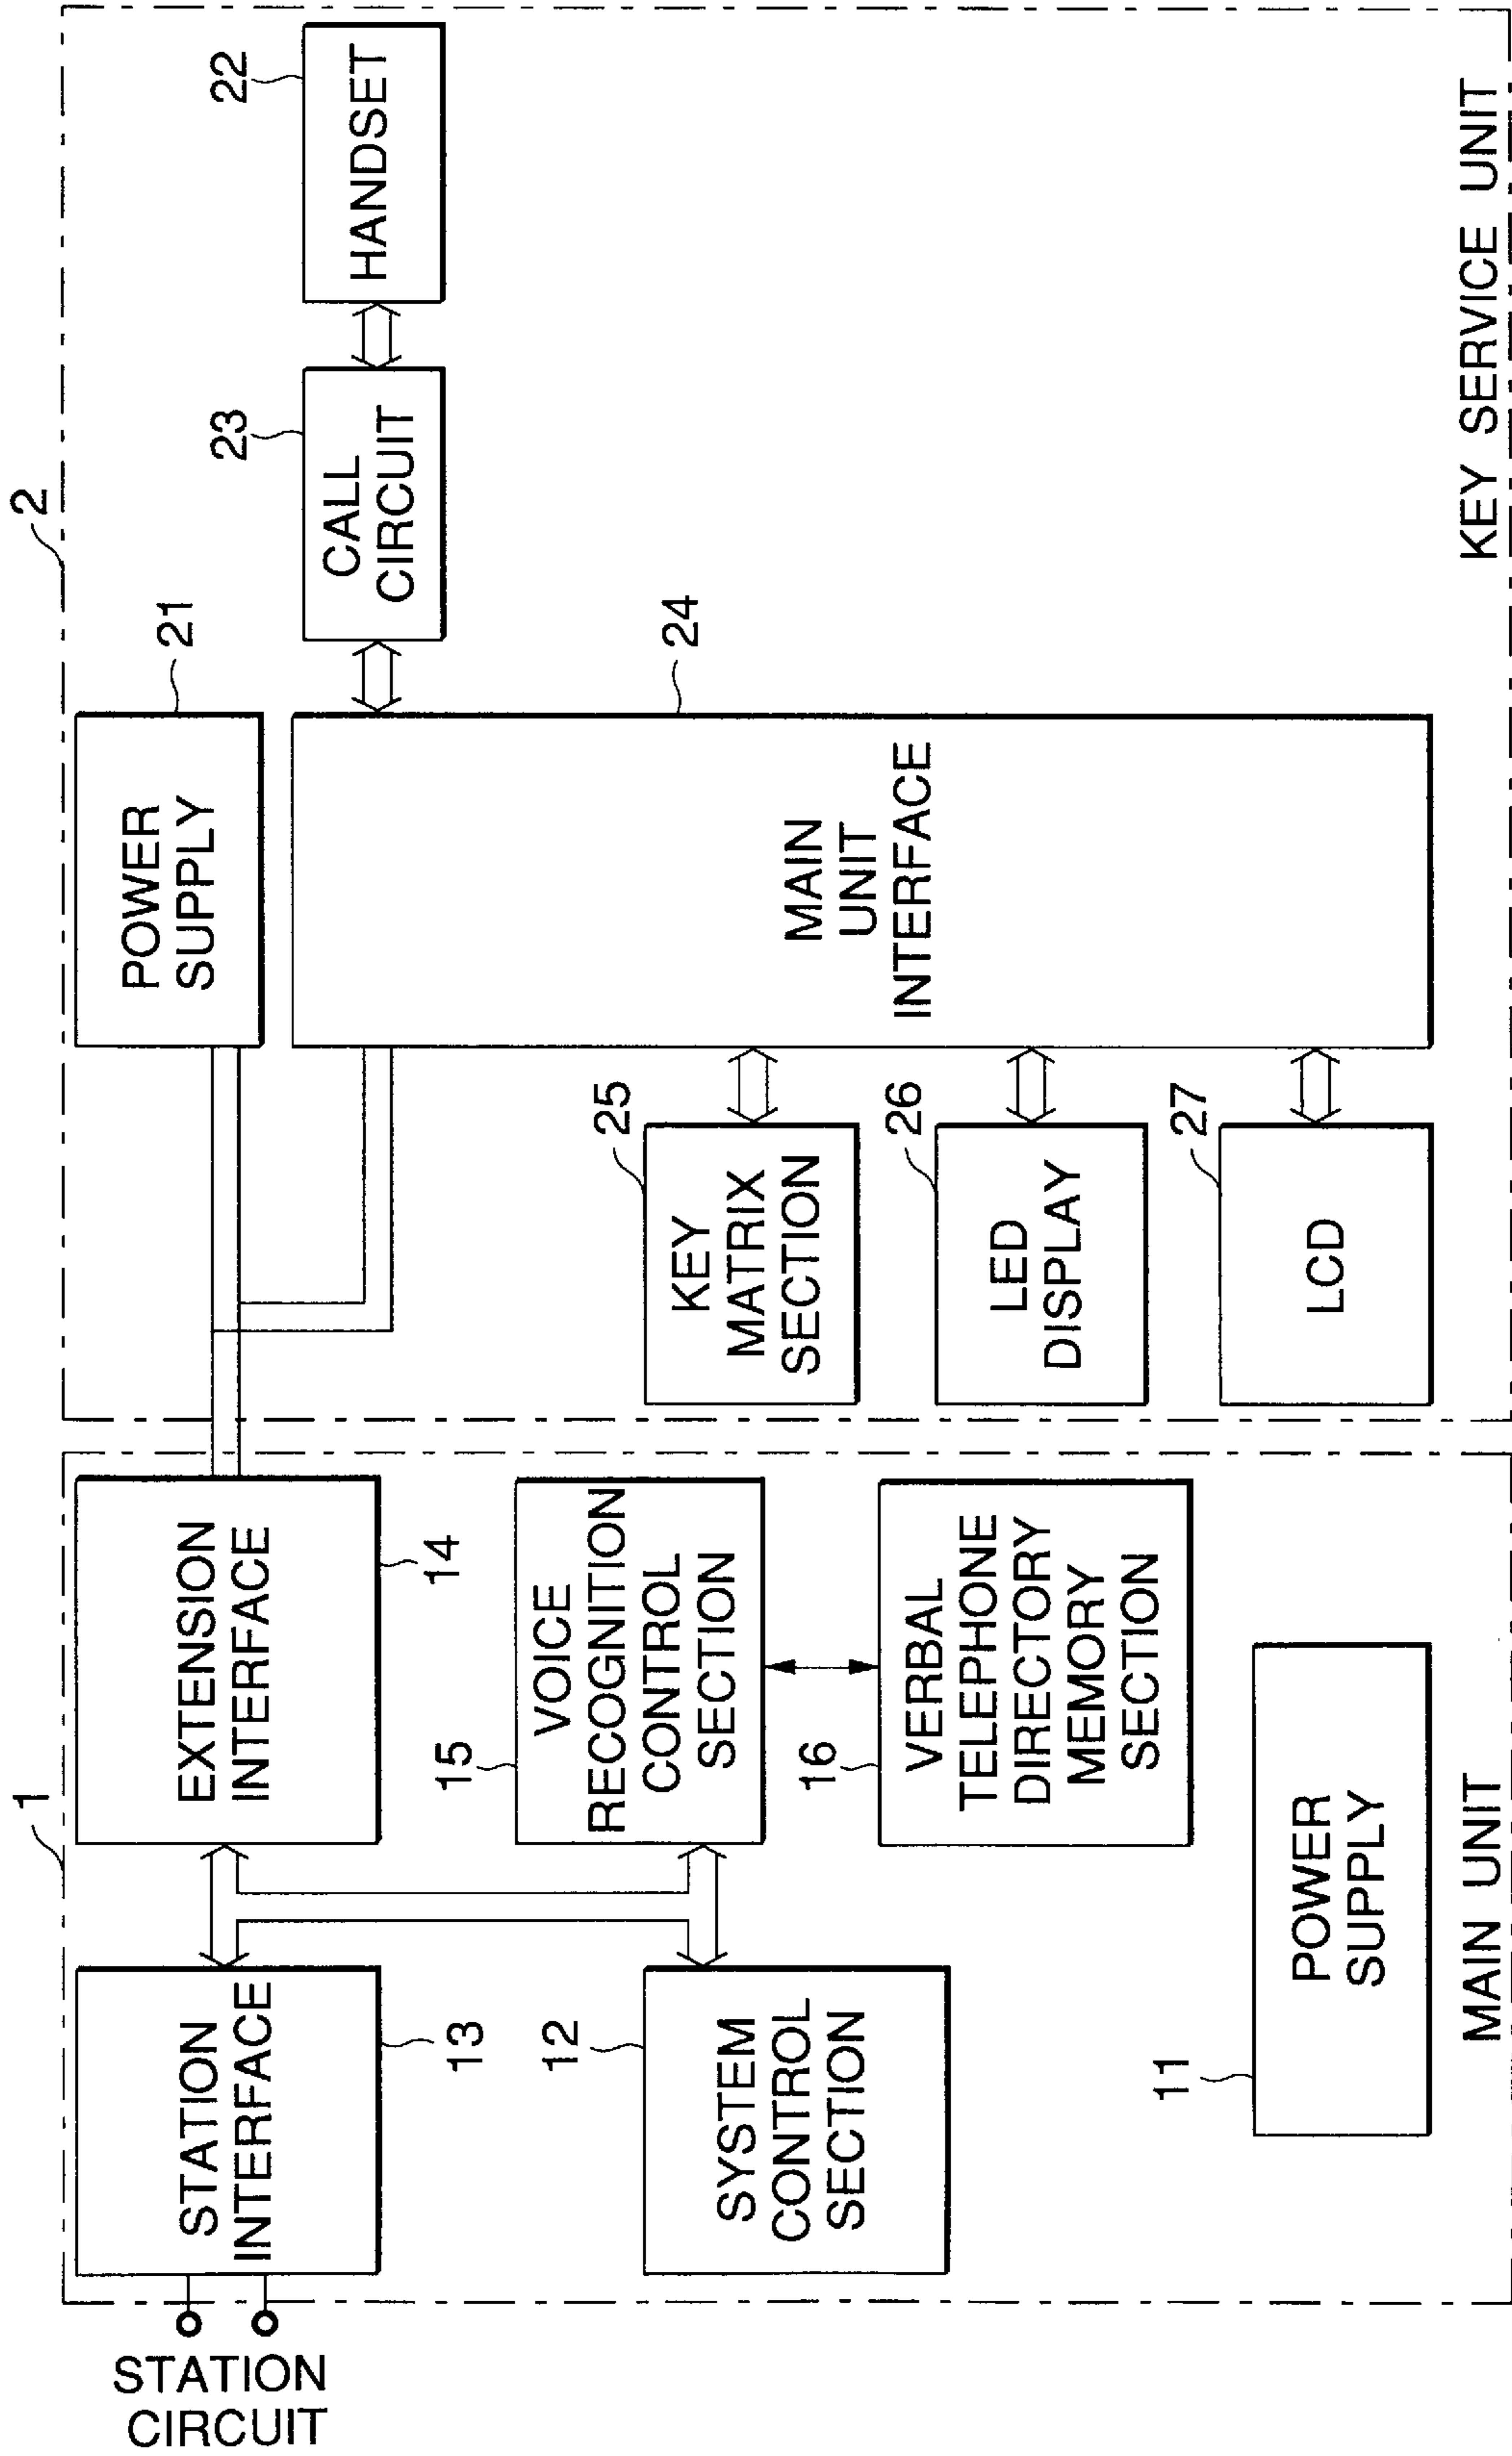 1
2
STATION
CIRCUIT
STATION
INTERFACE
13
EXTENSION
INTERFACE
14
SYSTEM
CONTROL
SECTION
12
VOICE
RECOGNITION
CONTROL
SECTION
15
VERBAL
TELEPHONE
DIRECTORY
MEMORY
SECTION
16
POWER
SUPPLY
11
MAIN UNIT
POWER
SUPPLY
21
MAIN
UNIT
INTERFACE
24
CALL
CIRCUIT
23
HANDSET
22
KEY
MATRIX
SECTION
25
LED
DISPLAY
26
LCD
27
KEY SERVICE UNIT